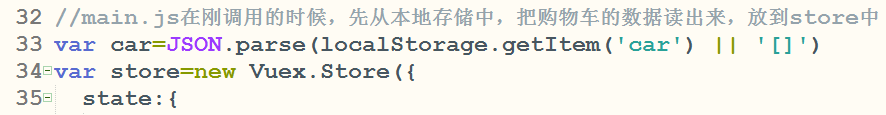 32 //main.js在刚调用的时候，先从本地存储中，把购物车的数据读出来，放到store中
33 var car=JSON.parse(localStorage.getItem('car') || '[]')
34 var store=new Vuex.Store({
35 state:{